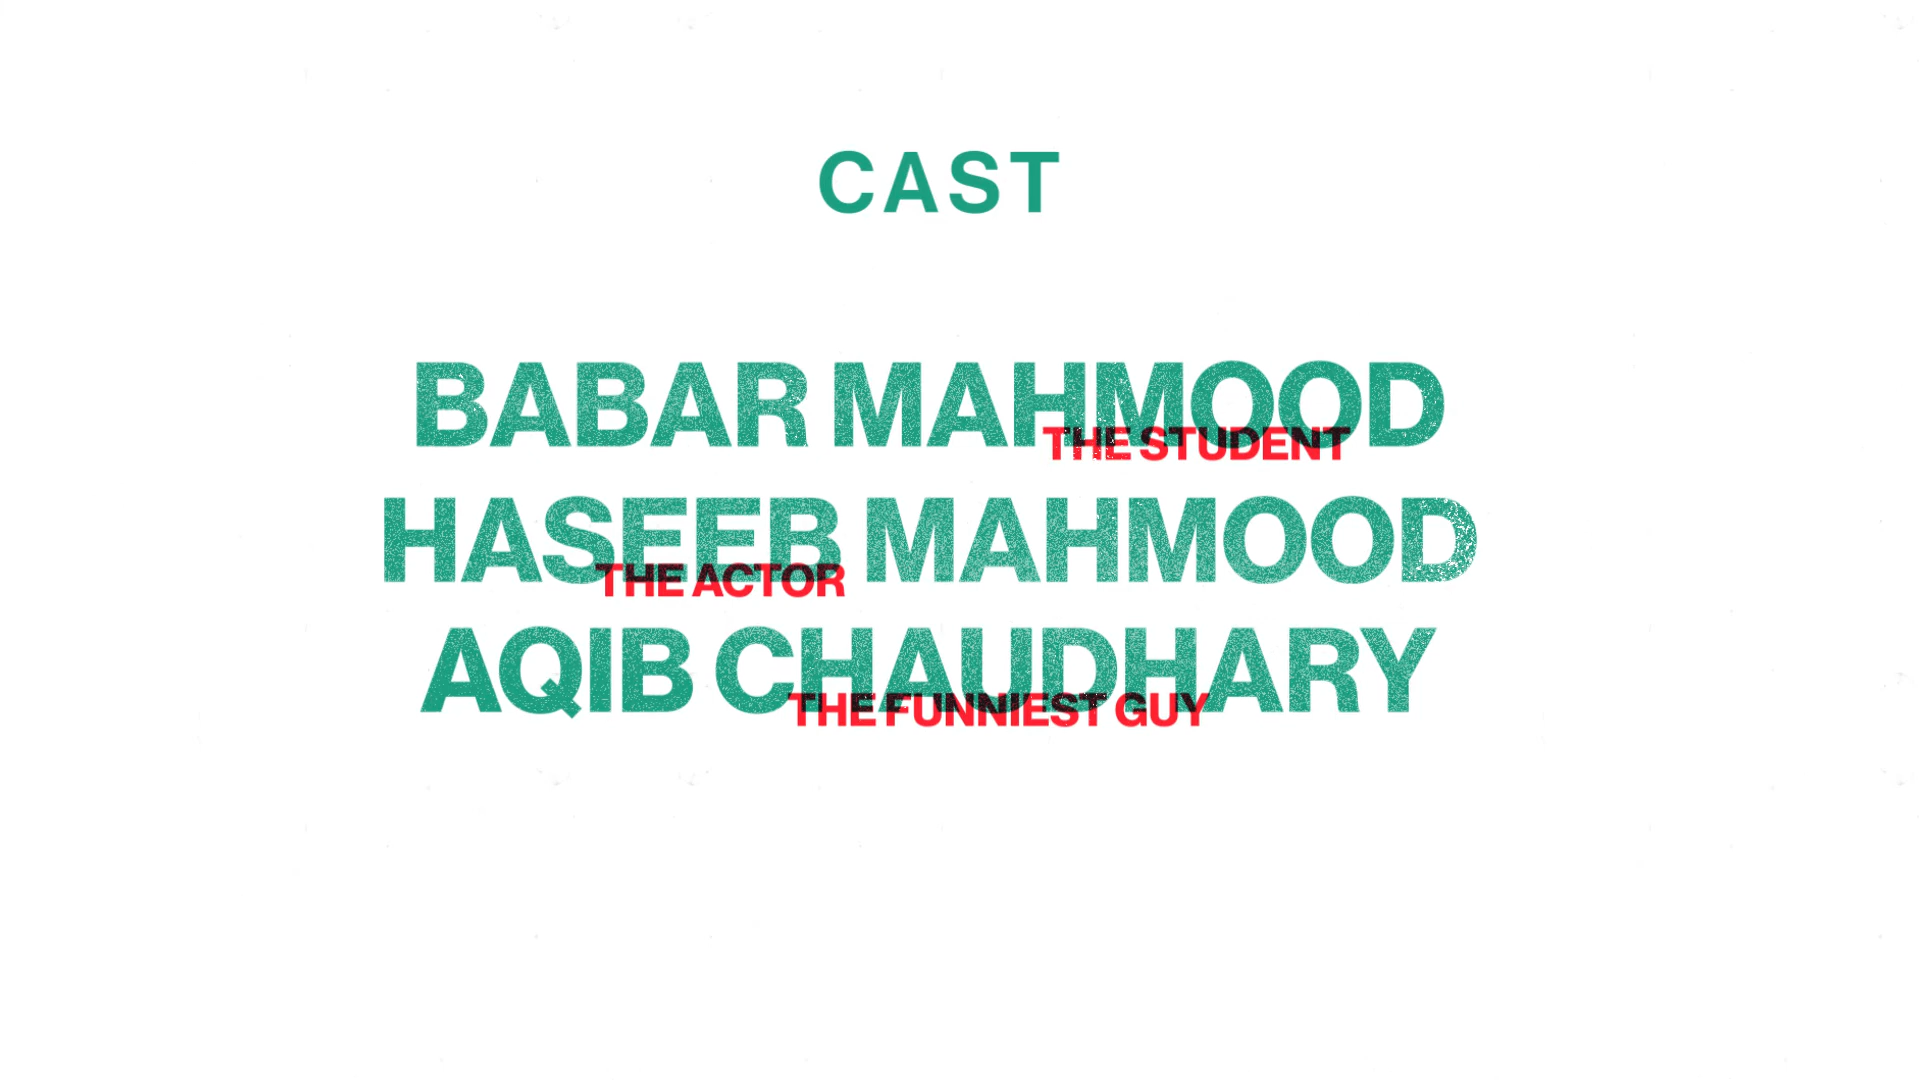 CAST
BABAR MAHMOOD
THE STUDENT
HASEEB MAHMOOD
THE ACTOR
AQIB CHAUDHARY
THE FUNNIEST GUY